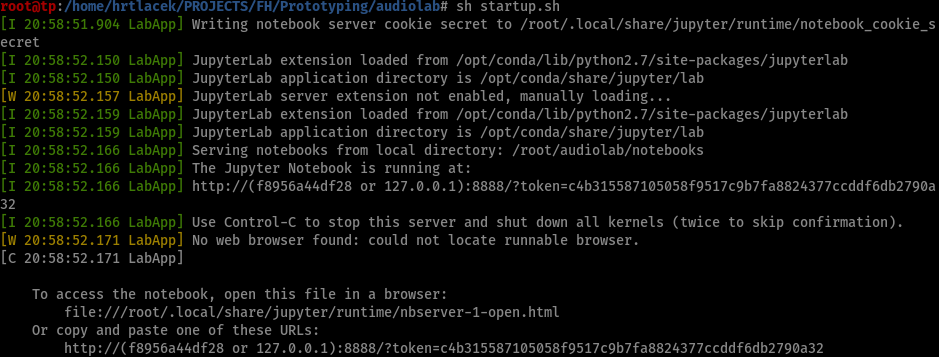 root@tp:/home/hrtlacek/PROJECTS/FH/Prototyping/audiolab# sh startup.sh
[I 20:58:51.904 LabApp] Writing notebook server cookie secret to /root/.local/share/jupyter/runtime/notebook_cookie_s
ecret
[I 20:58:52.150 LabApp] JupyterLab extension loaded from /opt/conda/lib/python2.7/site-packages/jupyterlab
[I 20:58:52.150 LabApp] JupyterLab application directory is /opt/conda/share/jupyter/lab
[W 20:58:52.157 LabApp] JupyterLab server extension not enabled, manually loading...
[I 20:58:52.159 LabApp] JupyterLab extension loaded from /opt/conda/lib/python2.7/site-packages/jupyterlab
[I 20:58:52.159 LabApp] JupyterLab application directory is /opt/conda/share/jupyter/lab
[I 20:58:52.166 LabApp] Serving notebooks from local directory: /root/audiolab/notebooks
[I 20:58:52.166 LabApp] The Jupyter Notebook is running at:
[I 20:58:52.166 LabApp] http://(f8956a44df28 or 127.0.0.1):8888/?token=c4b315587105058f9517c9b7fa8824377ccddf6db2790a
32
[I 20:58:52.166 LabApp] Use Control-C to stop this server and shut down all kernels (twice to skip confirmation).
[W 20:58:52.171 LabApp] No web browser found: could not locate runnable browser.
[C 20:58:52.171 LabApp]
To access the notebook, open this file in a browser:
file:///root/.local/share/jupyter/runtime/nbserver-1-open.html
Or copy and paste one of these URLs:
http://(f8956a44df28 or 127.0.0.1):8888/?token=c4b315587105058f9517c9b7fa8824377ccddf6db2790a32